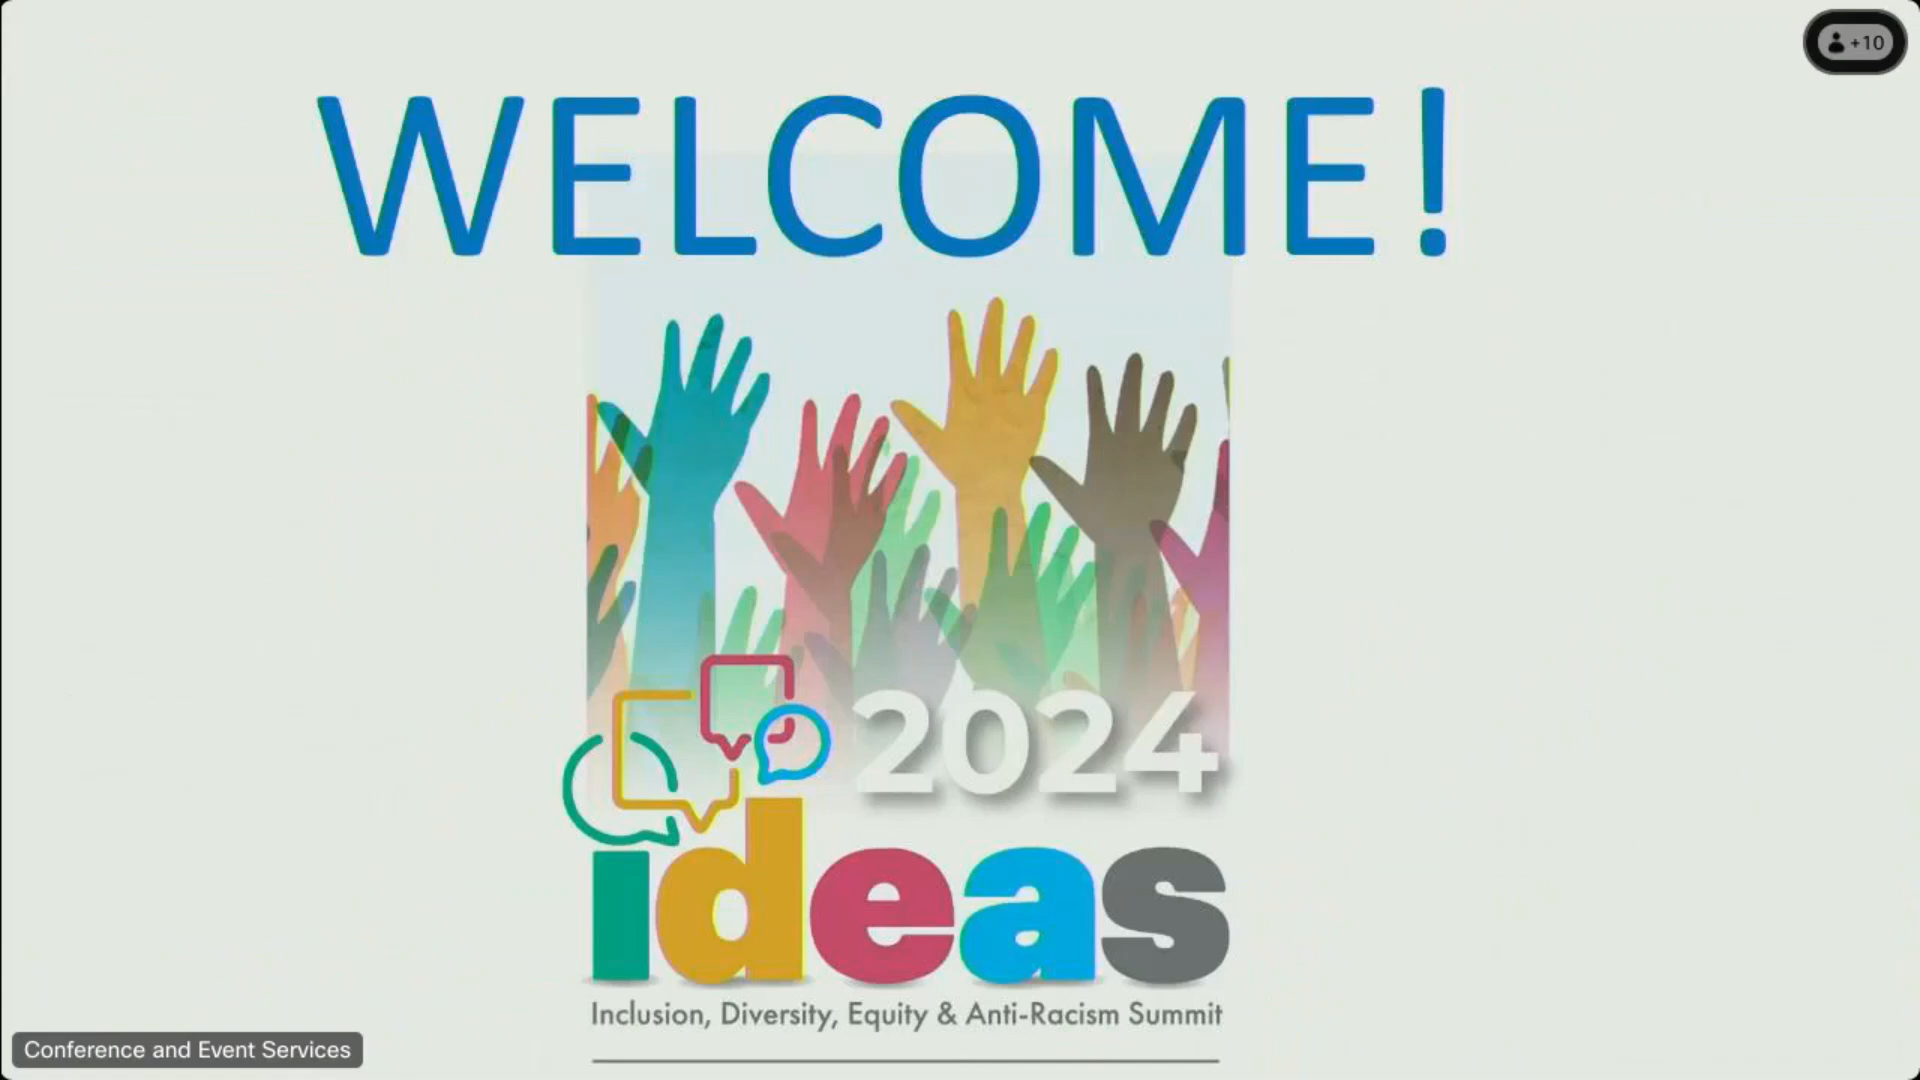 +10
WELCOME!
2024
ideas
Inclusion, Diversity, Equity & Anti-Racism Summit
Conference and Event Services